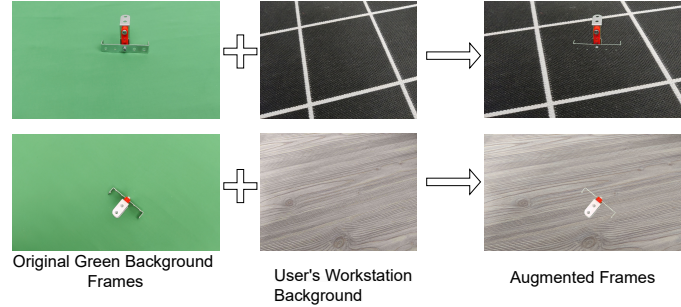 Original Green Background
Frames
User's Workstation
Background
Augmented Frames